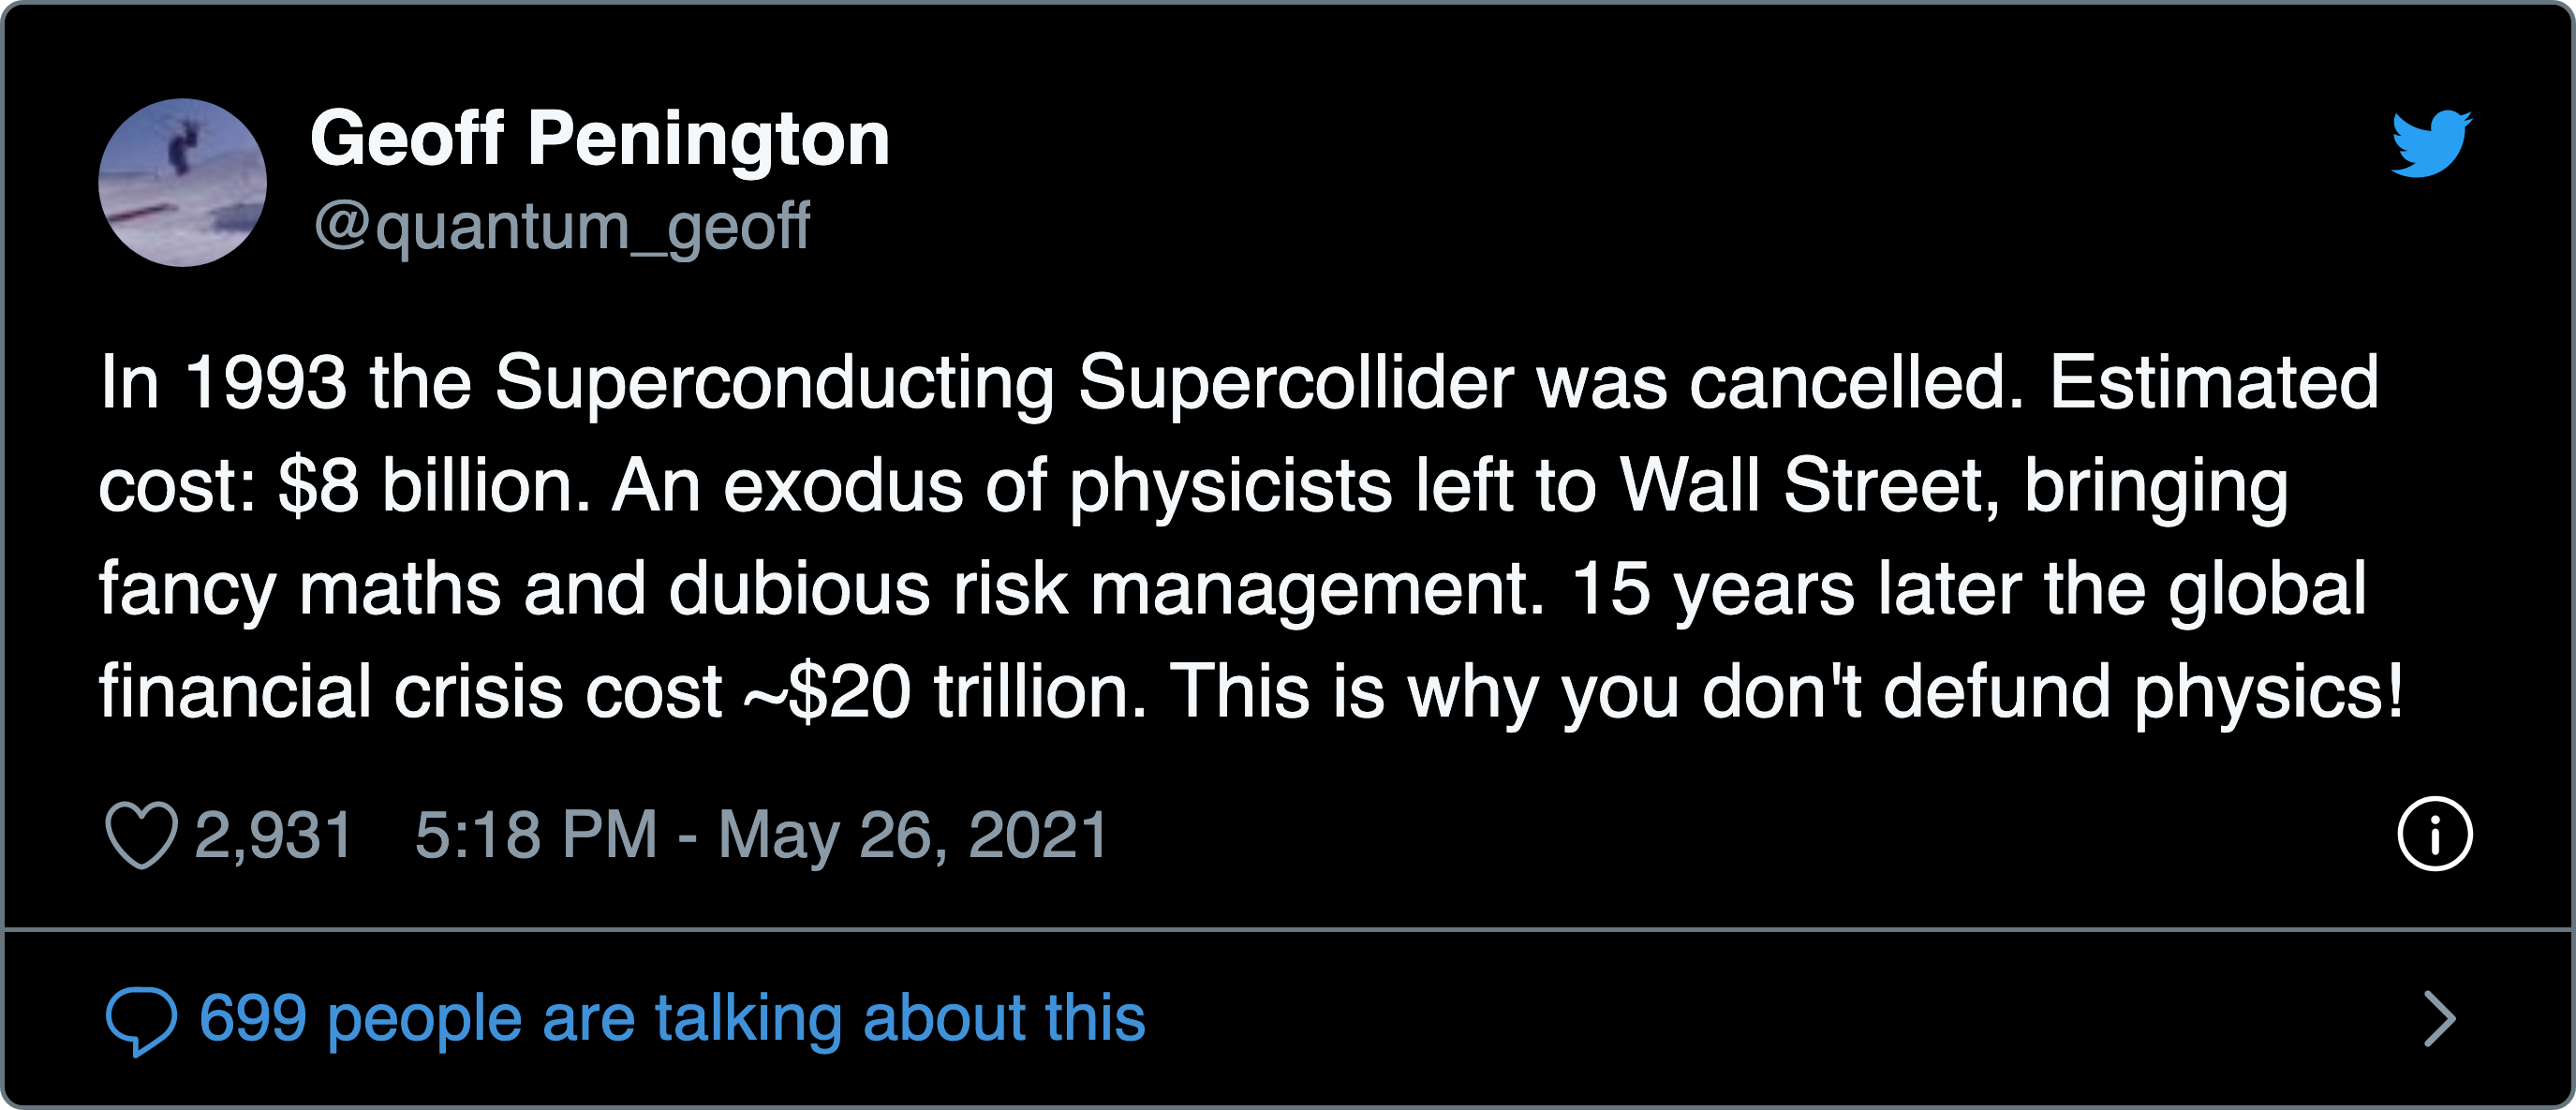 Geoff Penington
@quantum_geoff
In 1993 the Superconducting Supercollider was cancelled. Estimated
cost: $8 billion. An exodus of physicists left to Wall Street, bringing
fancy maths and dubious risk management. 15 years later the global
financial crisis cost ~$20 trillion. This is why you don't defund physics!
2,931 5:18 PM - May 26, 2021
699 people are talking about this